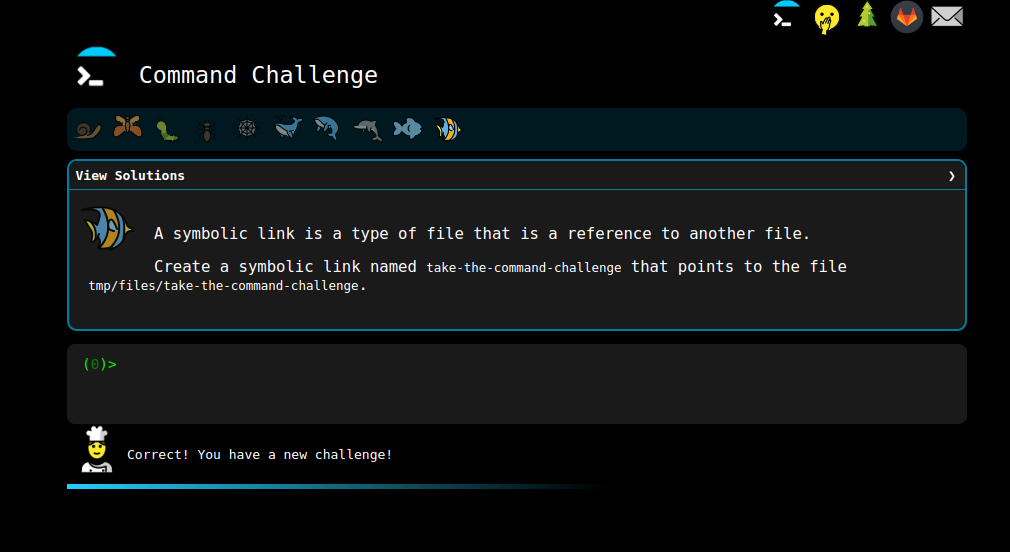 Command Challenge
View Solutions ❯
A symbolic link is a type of file that is a reference to another file.
Create a symbolic link named take-the-command-challenge that points to the file
tmp/files/take-the-command-challenge.
(0)>
Correct! You have a new challenge!